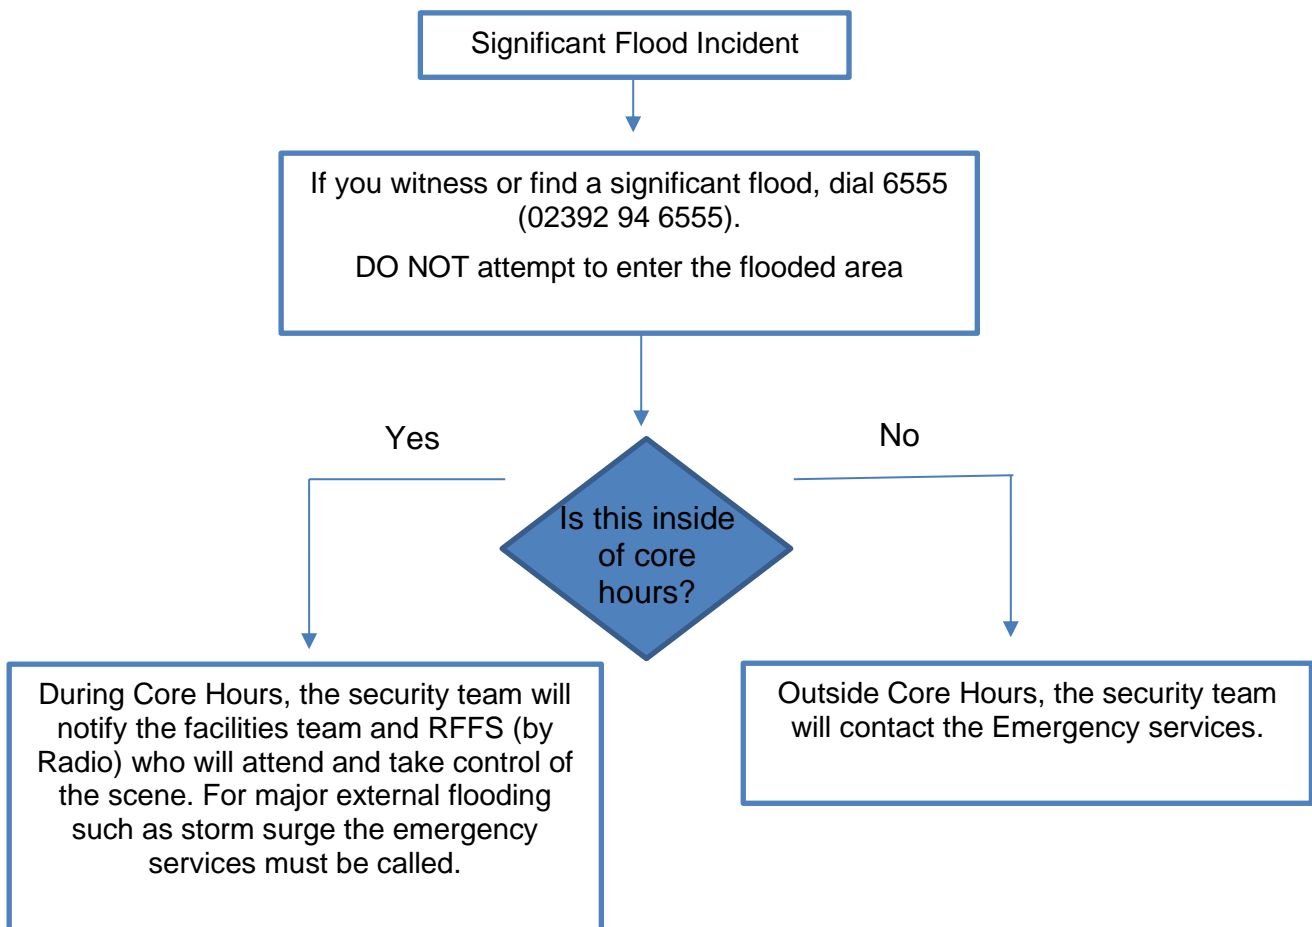 Significant Flood Incident
If you witness or find a significant flood, dial 6555
(02392 94 6555).
DO NOT attempt to enter the flooded area
Yes
No
Is this inside
of core
hours?
During Core Hours, the security team will
notify the facilities team and RFFS (by
Radio) who will attend and take control of
the scene. For major external flooding
such as storm surge the emergency
services must be called.
Outside Core Hours, the security team
will contact the Emergency services.